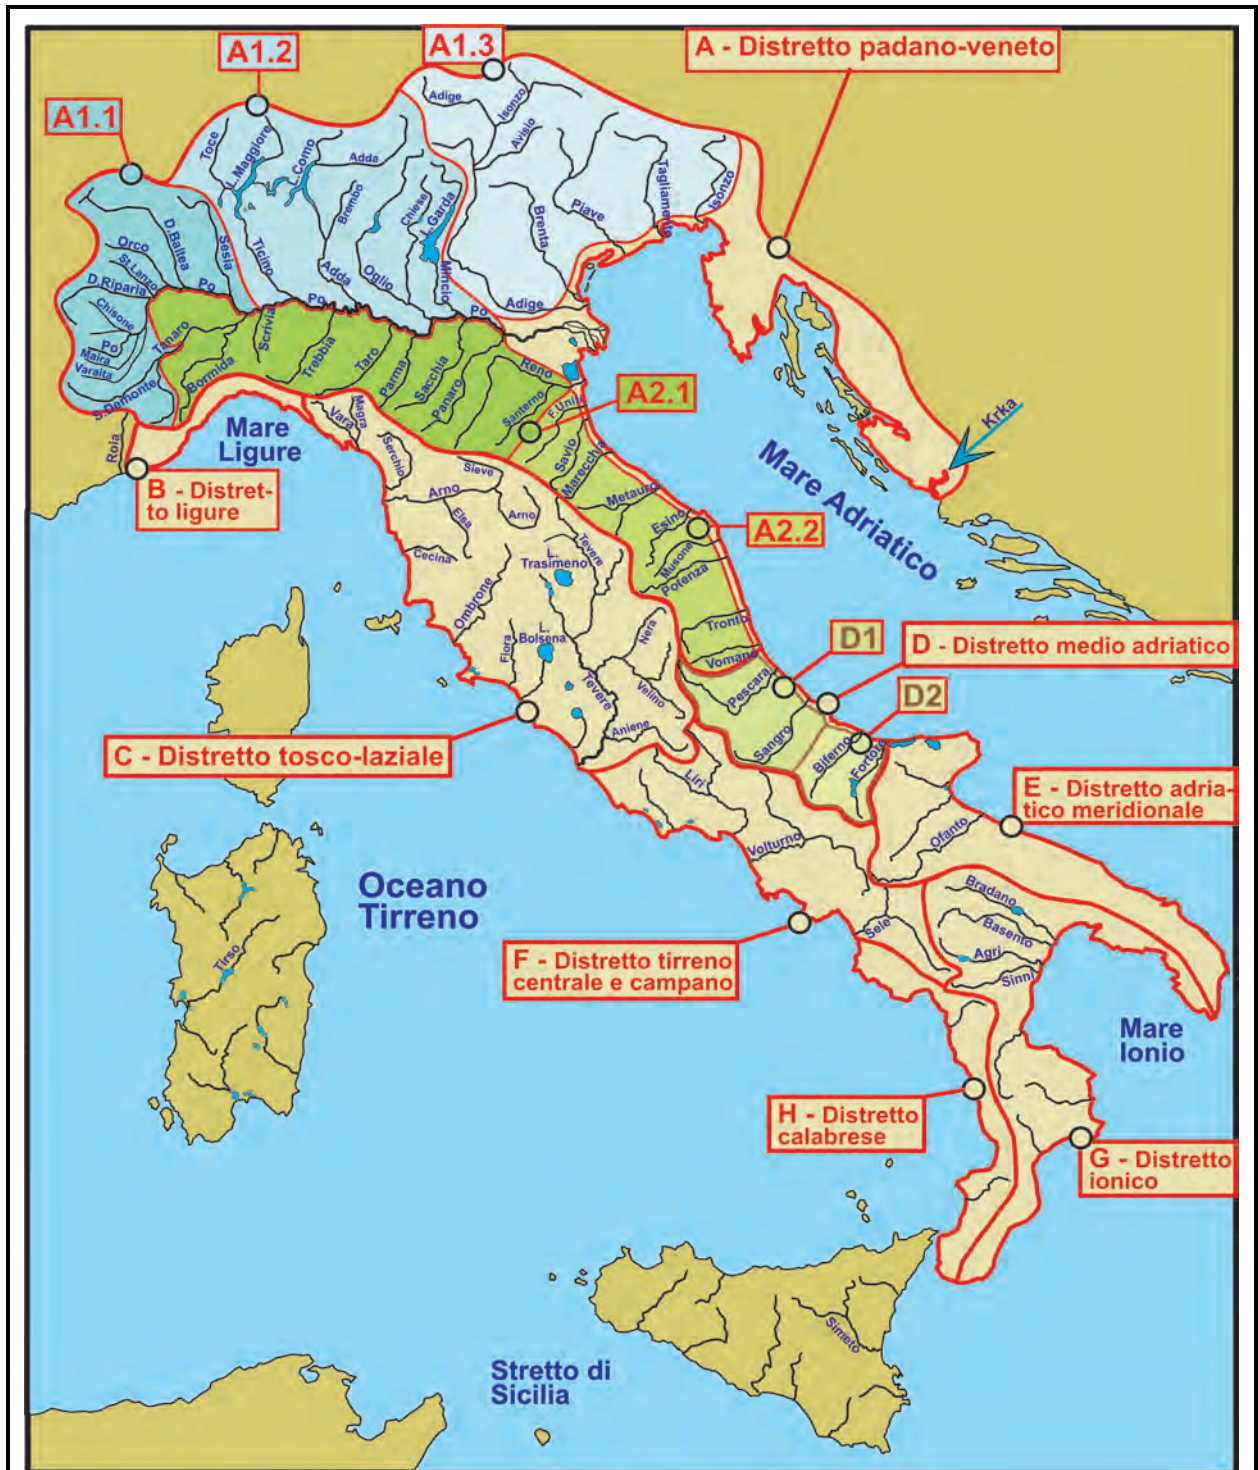 A1.2
A1.3
A - Distretto padano-veneto
A1.1
Adige
Isonzo
Avisio
Toce
L.Maggiore
L.Como
Adda
Brembo
Chiese
L.Garda
Tagliamento
Isonzo
Piave
Brenta
Orco
D.Baltea
Sesia
St.Lanzo
D.Riparia
Po
Ticino
Adda
Oglio
Mincio
Po
Po
Adige
Chisone
Po
Maira
Varaita
Tanaro
S.Demonte
Bormida
Scrivia
Trebbia
Taro
Parma
Sacchia
Panaro
Reno
Santerno
F.Uniti
A2.1
Krka
Roia
Mare
Ligure
Vara
Magra
Serchio
Sieve
Savio
Marecchia
Mare Adriatico
B - Distret-
to ligure
Arno
Elsa
Arno
Metauro
Esino
A2.2
Cecina
Tevere
L.
Trasimeno
Musone
Potenza
Ombrone
Tronto
Nera
Fiora
L.
Bolsena
Vomano
D1
D - Distretto medio adriatico
Pescara
D2
Tevere
Velino
Aniene
Sangro
Biferno
Fortore
C - Distretto tosco-laziale
Liri
E - Distretto adria-
tico meridionale
Volturno
Ofanto
Oceano
Tirreno
Bradano
Basento
Agri
Sinni
Sele
Tirso
F - Distretto tirreno
centrale e campano
Mare
Ionio
H - Distretto
calabrese
G - Distretto
ionico
Simeto
Stretto di
Sicilia